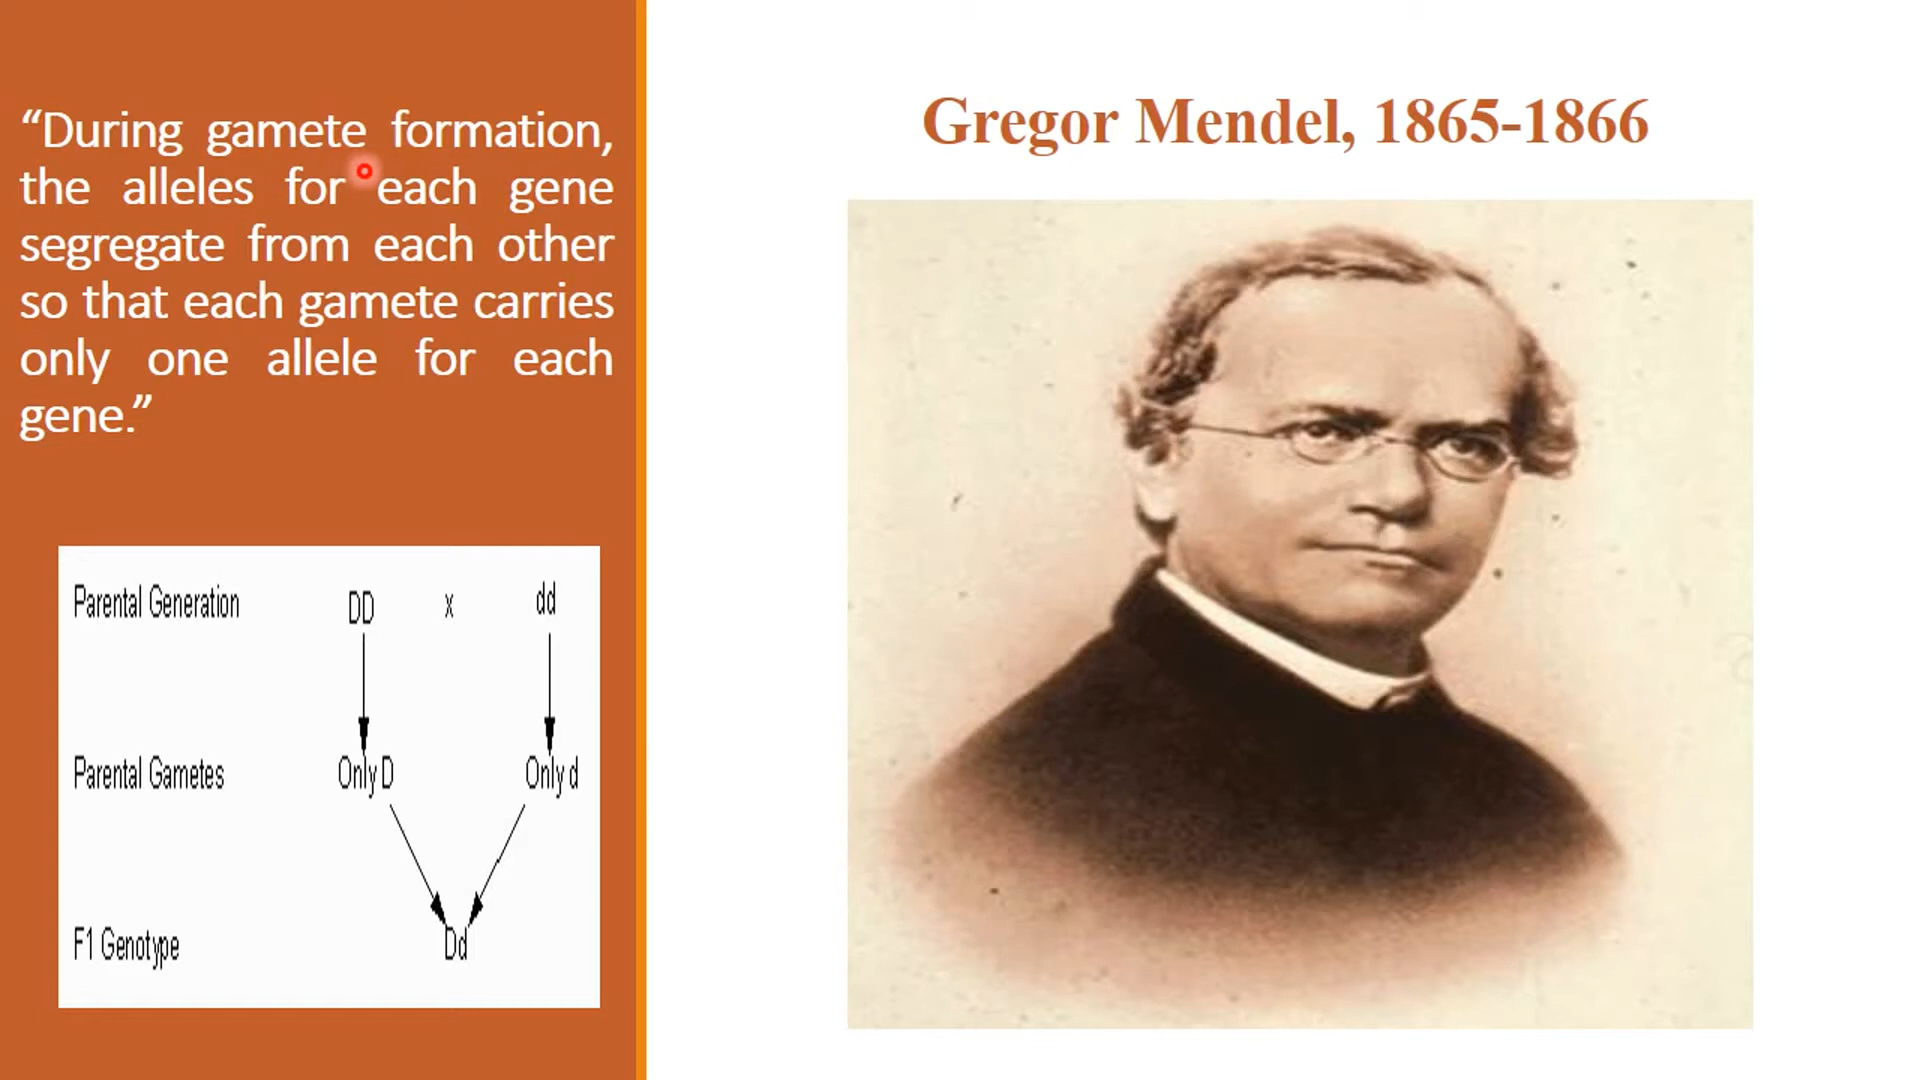 “During gamete formation,
the alleles for each gene
segregate from each other
so that each gamete carries
only one allele for each
gene.”
Parental Generation DD x dd
Parental Gametes Only D Only d
F1 Genotype Dd
Gregor Mendel, 1865-1866